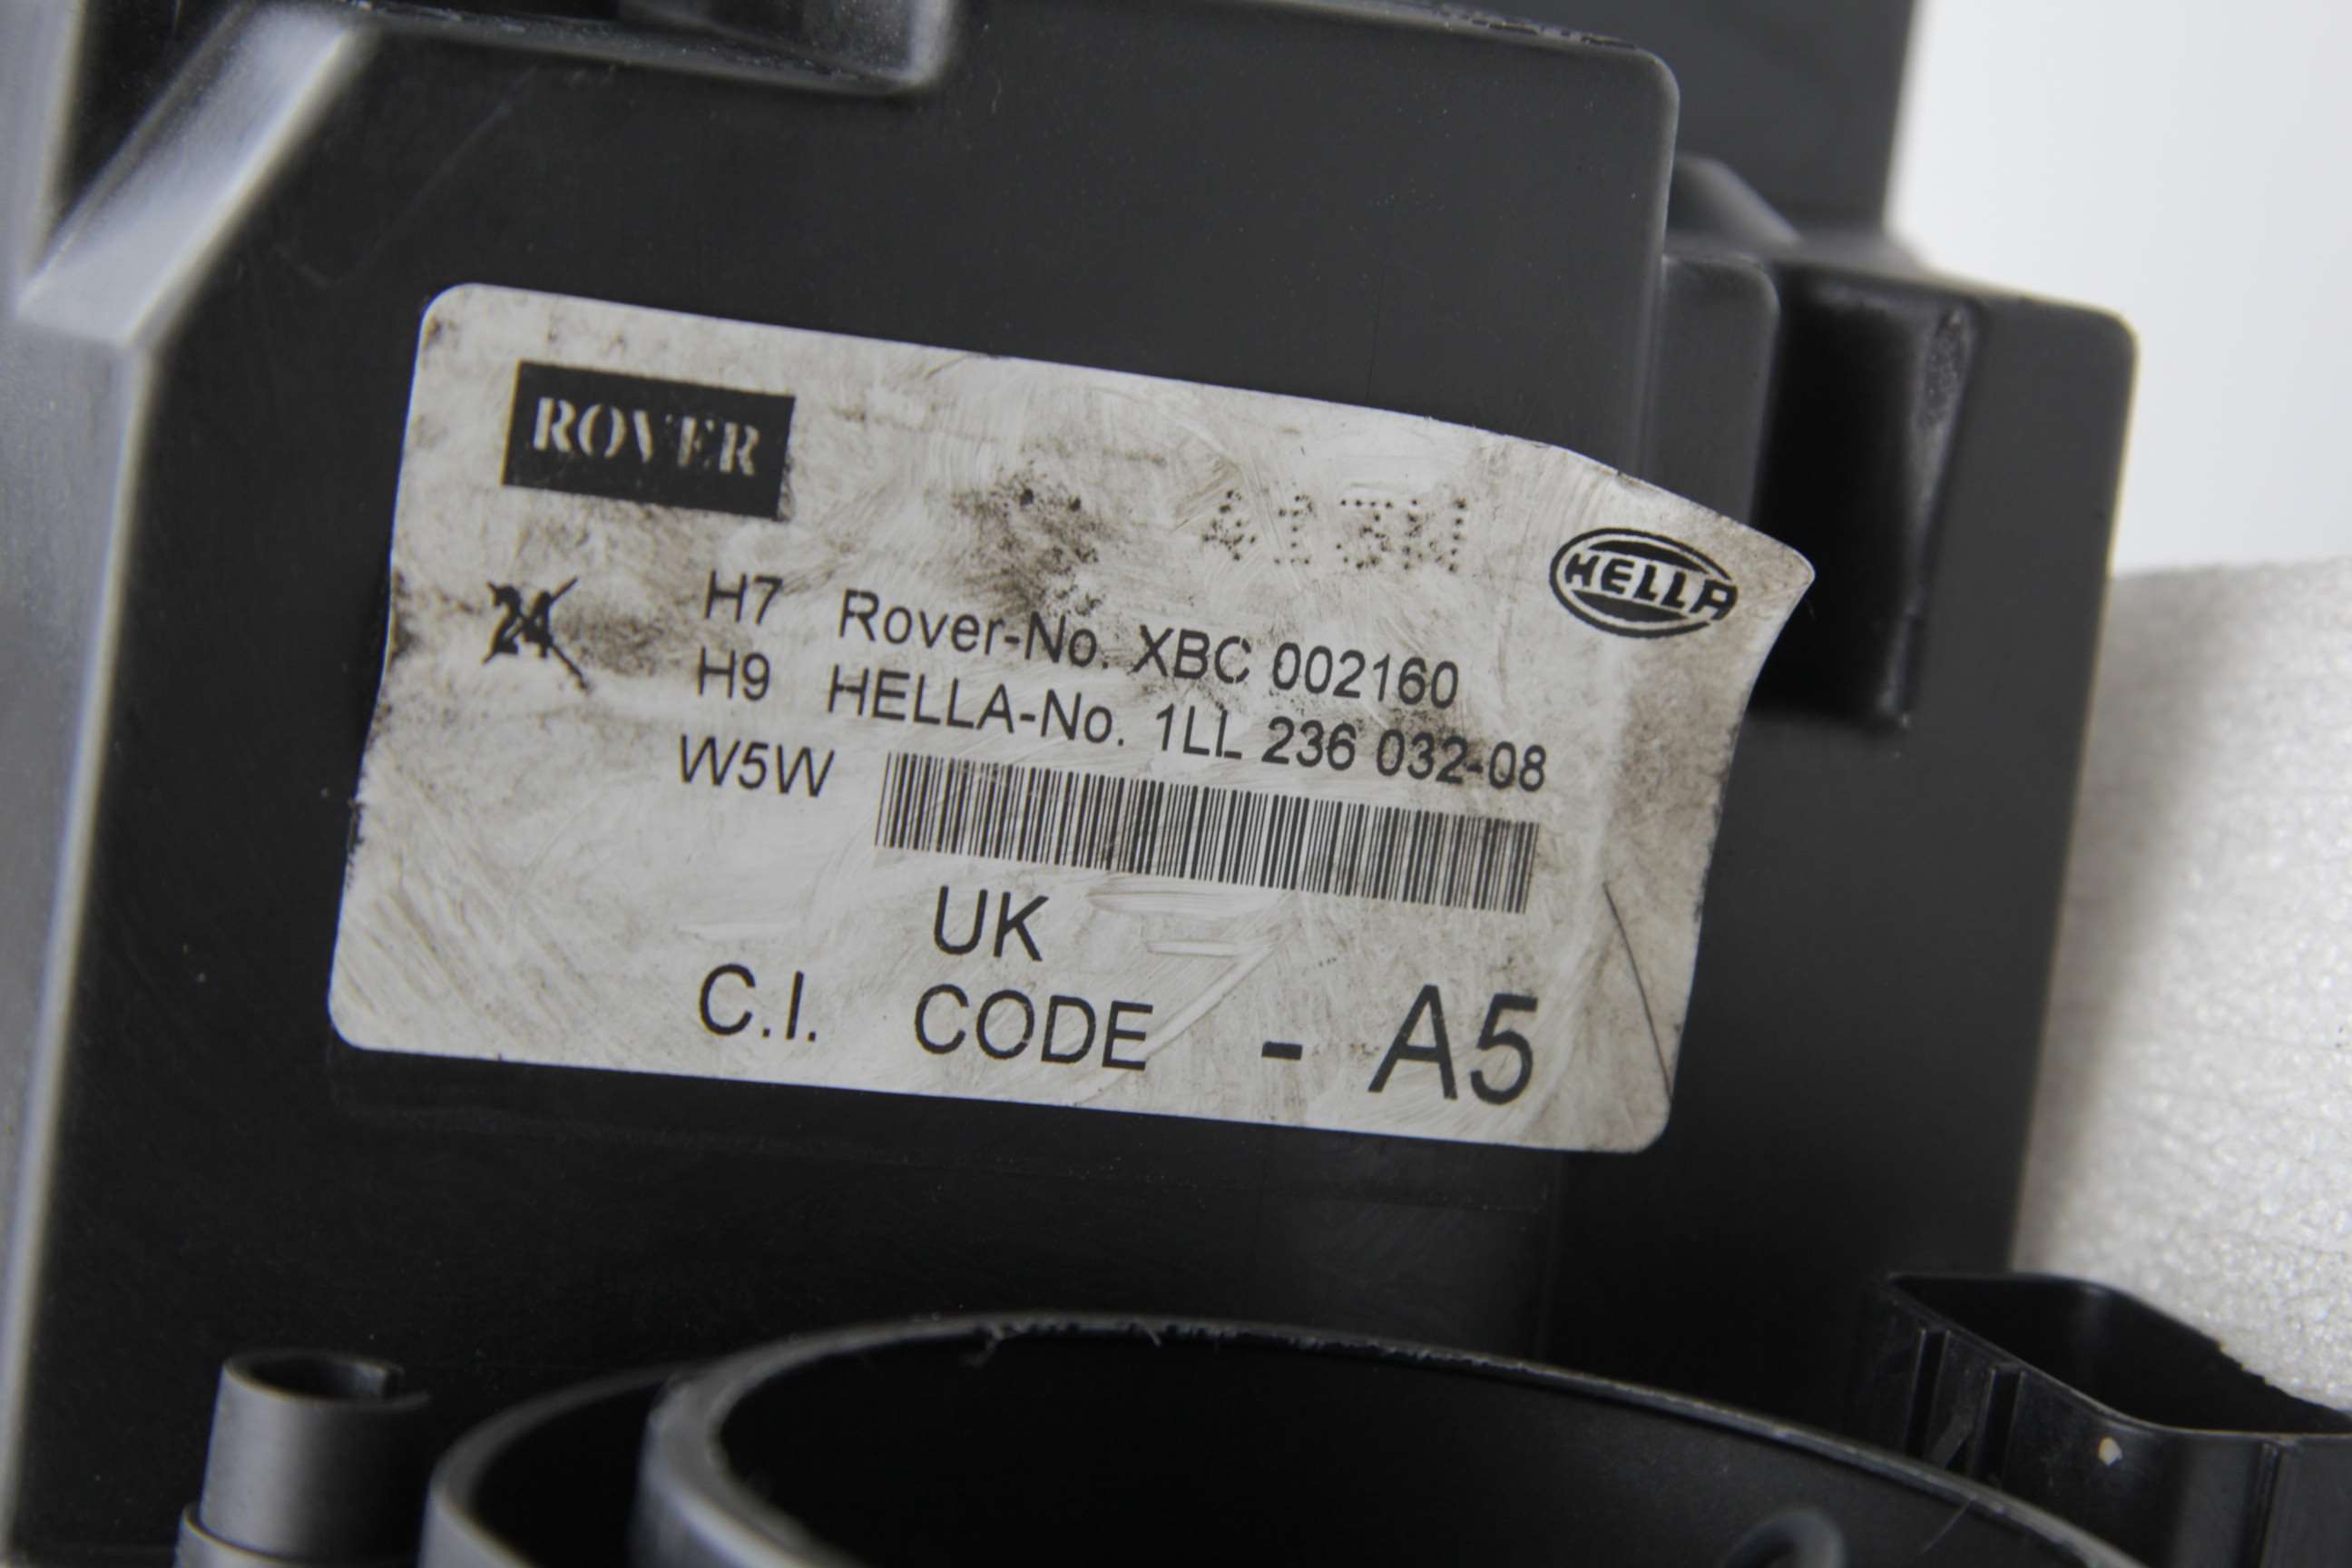 ROVER
HELLA
24
H7 Rover-No. XBC 002160
H9 HELLA-No. 1LL 236 032-08
W5W
UK
C.I. CODE - A5